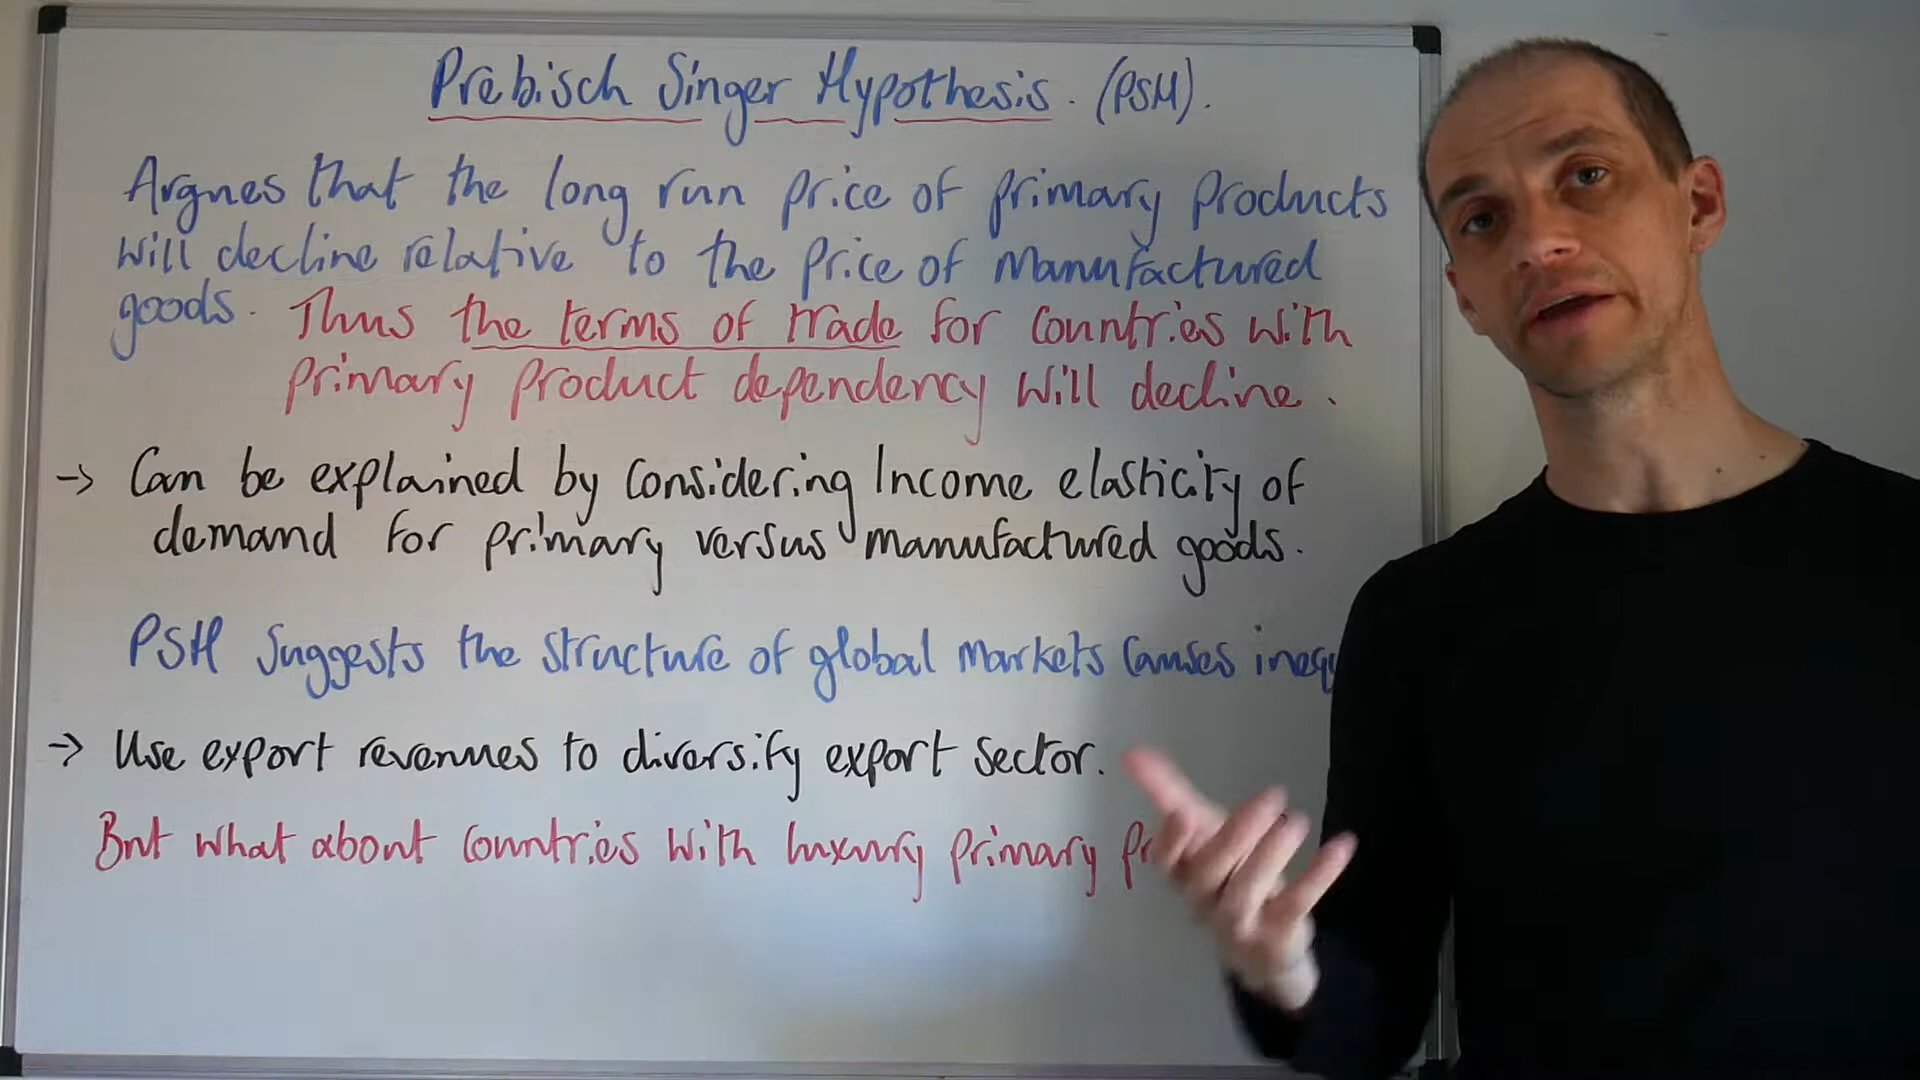 Prebisch Singer Hypothesis. (PSH).
Argues that the long run price of primary products
will decline relative to the price of manufactured
goods. Thus the terms of trade for countries with
primary product dependency will decline.
→ Can be explained by considering Income elasticity of
demand for primary versus manufactured goods.
PSH suggests the structure of global markets causes
→ Use export revenues to diversify export sector.
But what about countries with luxury primary